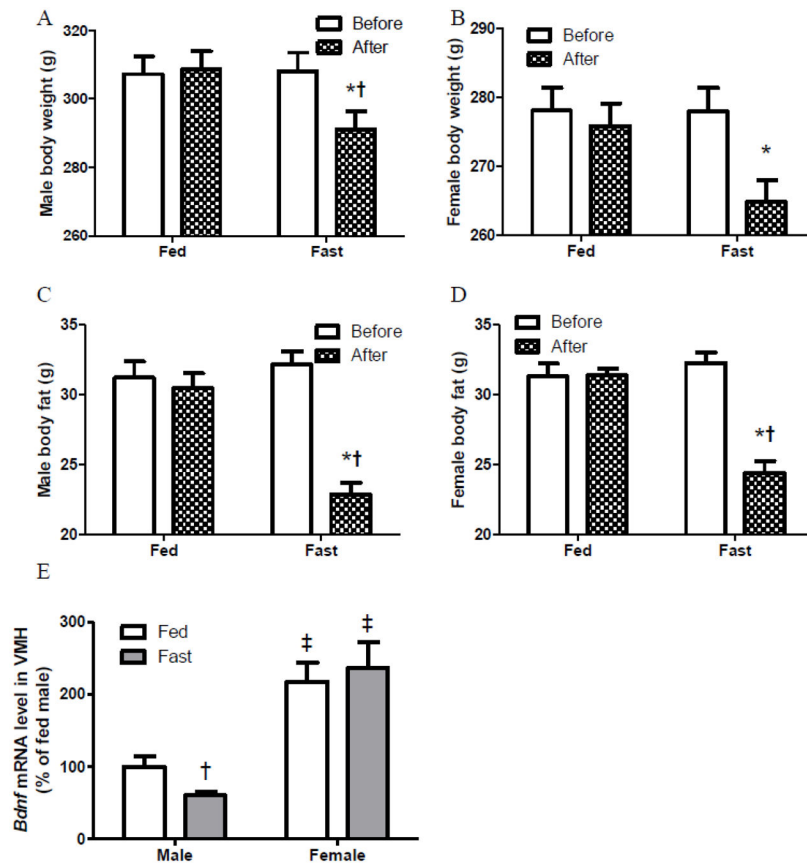 A
Male body weight (g)
320
300
280
260
Before
After
*†
Fed
Fast
B
Female body weight (g)
290
280
270
260
Before
After
*
Fed
Fast
C
Male body fat (g)
35
30
25
20
Before
After
*†
Fed
Fast
D
Female body fat (g)
35
30
25
20
Before
After
*†
Fed
Fast
E
Bdnf mRNA level in VMH
(% of fed male)
300
200
100
0
Fed
Fast
†
‡
‡
Male
Female